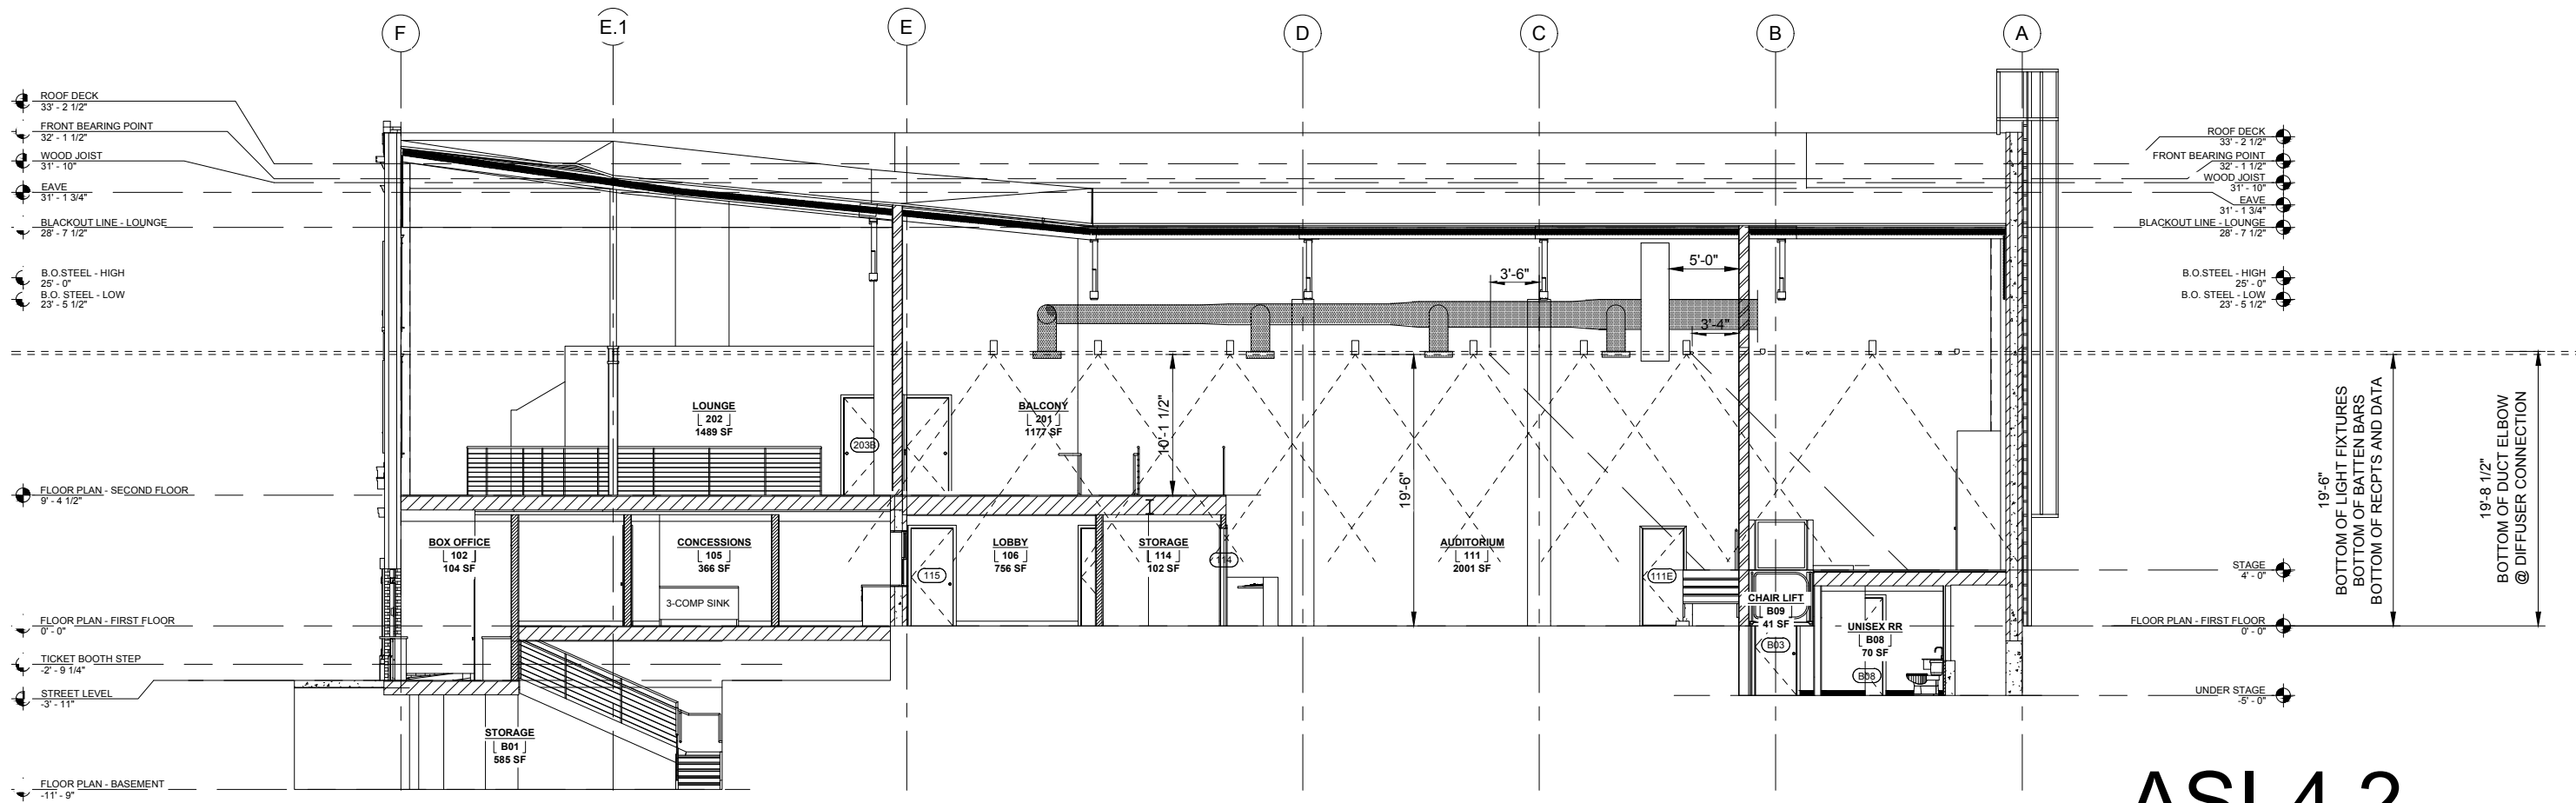 F
E.1
E
D
C
B
A
ROOF DECK
33' - 2 1/2"
FRONT BEARING POINT
32' - 1 1/2"
WOOD JOIST
31' - 10"
EAVE
31' - 1 3/4"
BLACKOUT LINE - LOUNGE
28' - 7 1/2"
B.O.STEEL - HIGH
25' - 0"
B.O. STEEL - LOW
23' - 5 1/2"
FLOOR PLAN - SECOND FLOOR
9' - 4 1/2"
FLOOR PLAN - FIRST FLOOR
0' - 0"
TICKET BOOTH STEP
-2' - 9 1/4"
STREET LEVEL
-3' - 11"
FLOOR PLAN - BASEMENT
-11' - 9"
LOUNGE
202
1489 SF
203B
BALCONY
201
1177 SF
10'-1 1/2"
19'-6"
3'-6"
5'-0"
3'-4"
BOX OFFICE
102
104 SF
CONCESSIONS
105
366 SF
3-COMP SINK
115
LOBBY
106
756 SF
STORAGE
114
102 SF
114
AUDITORIUM
111
2001 SF
111E
CHAIR LIFT
B09
41 SF
B03
UNISEX RR
B08
70 SF
B08
STORAGE
B01
585 SF
ROOF DECK
33' - 2 1/2"
FRONT BEARING POINT
32' - 1 1/2"
WOOD JOIST
31' - 10"
EAVE
31' - 1 3/4"
BLACKOUT LINE - LOUNGE
28' - 7 1/2"
B.O.STEEL - HIGH
25' - 0"
B.O. STEEL - LOW
23' - 5 1/2"
STAGE
4' - 0"
FLOOR PLAN - FIRST FLOOR
0' - 0"
UNDER STAGE
-5' - 0"
19'-6"
BOTTOM OF LIGHT FIXTURES
BOTTOM OF BATTEN BARS
BOTTOM OF RECPTS AND DATA
19'-8 1/2"
BOTTOM OF DUCT ELBOW
@ DIFFUSER CONNECTION
ASI 4.2